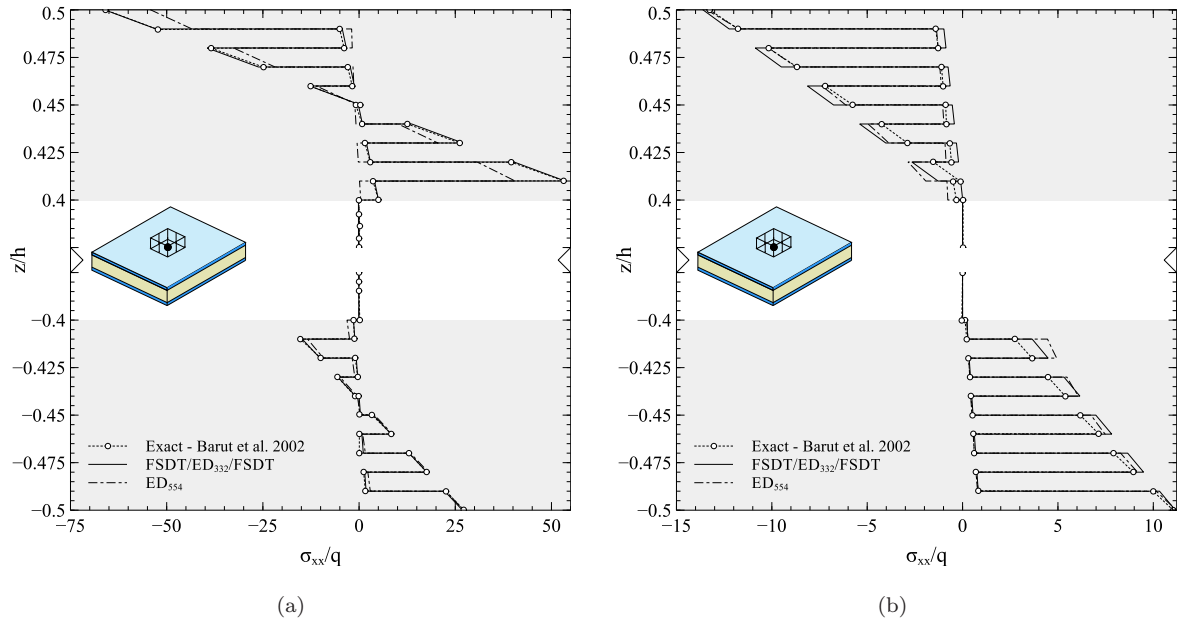 0.5
0.475
0.45
0.425
0.4
z/h
−0.4
−0.425
−0.45
−0.475
−0.5
Exact - Barut et al. 2002
FSDT/ED332/FSDT
ED554
−75 −50 −25 0 25 50
σxx/q
(a)
0.5
0.475
0.45
0.425
0.4
z/h
−0.4
−0.425
−0.45
−0.475
−0.5
Exact - Barut et al. 2002
FSDT/ED332/FSDT
ED554
−15 −10 −5 0 5 10
σxx/q
(b)